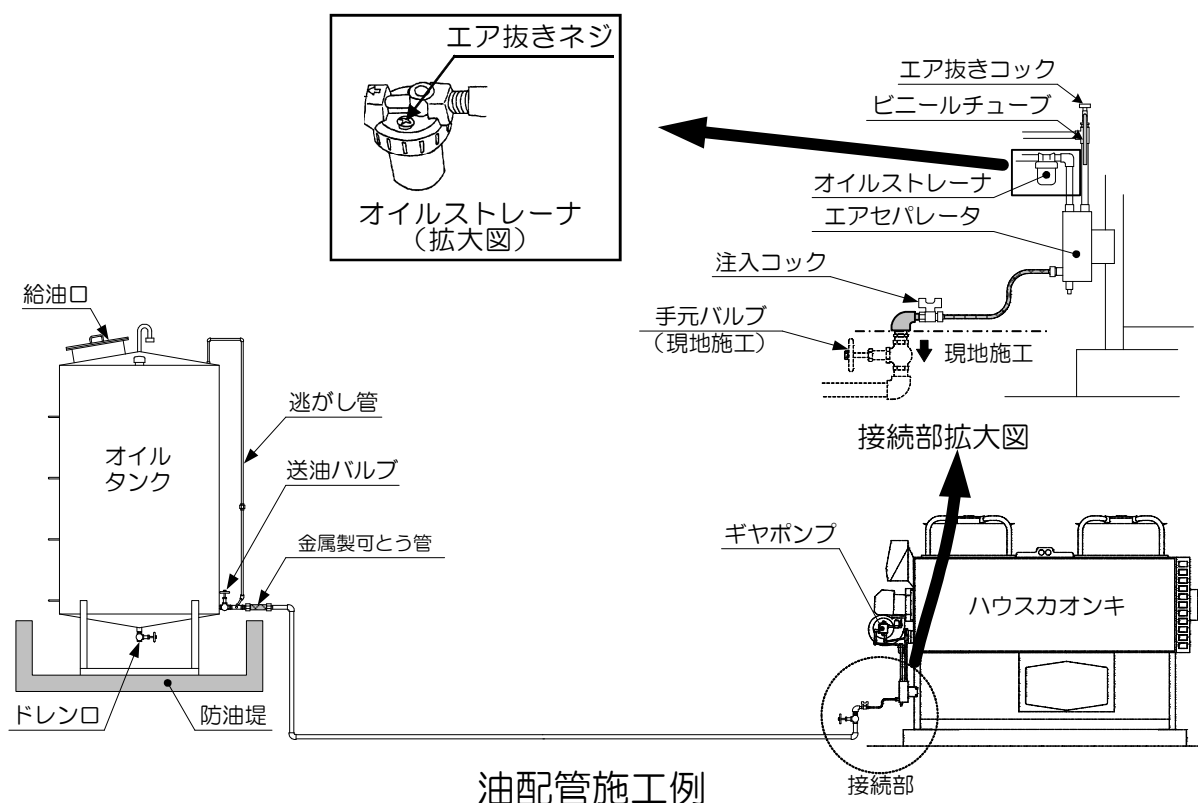 エア抜きネジ
オイルストレーナ
（拡大図）
エア抜きコック
ビニールチューブ
オイルストレーナ
エアセパレータ
注入コック
手元バルブ
（現地施工）
現地施工
接続部拡大図
給油口
逃がし管
オイル
タンク
送油バルブ
金属製可とう管
ギヤポンプ
ハウスカオンキ
ドレン口
防油堤
接続部
油配管施工例